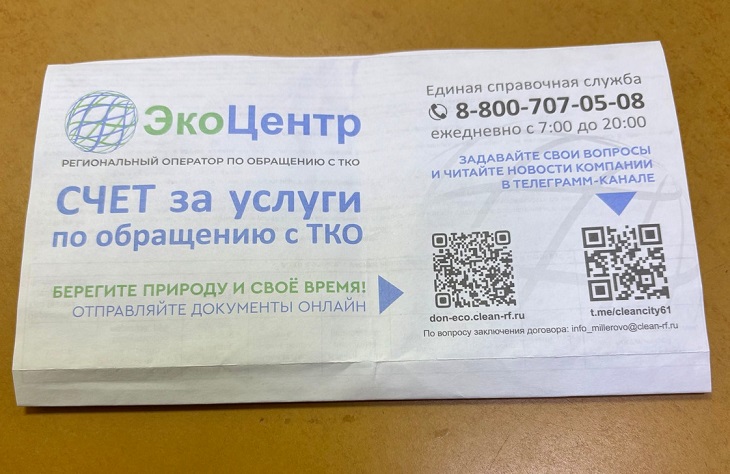 ЭкоЦентр
РЕГИОНАЛЬНЫЙ ОПЕРАТОР ПО ОБРАЩЕНИЮ С ТКО
СЧЕТ за услуги
по обращению с ТКО
БЕРЕГИТЕ ПРИРОДУ И СВОЁ ВРЕМЯ!
ОТПРАВЛЯЙТЕ ДОКУМЕНТЫ ОНЛАЙН
Единая справочная служба
8-800-707-05-08
ежедневно с 7:00 до 20:00
ЗАДАВАЙТЕ СВОИ ВОПРОСЫ
И ЧИТАЙТЕ НОВОСТИ КОМПАНИИ
В ТЕЛЕГРАММ-КАНАЛЕ
don-eco.clean-rf.ru
t.me/cleancity61
По вопросу заключения договора: info_millerovo@clean-rf.ru